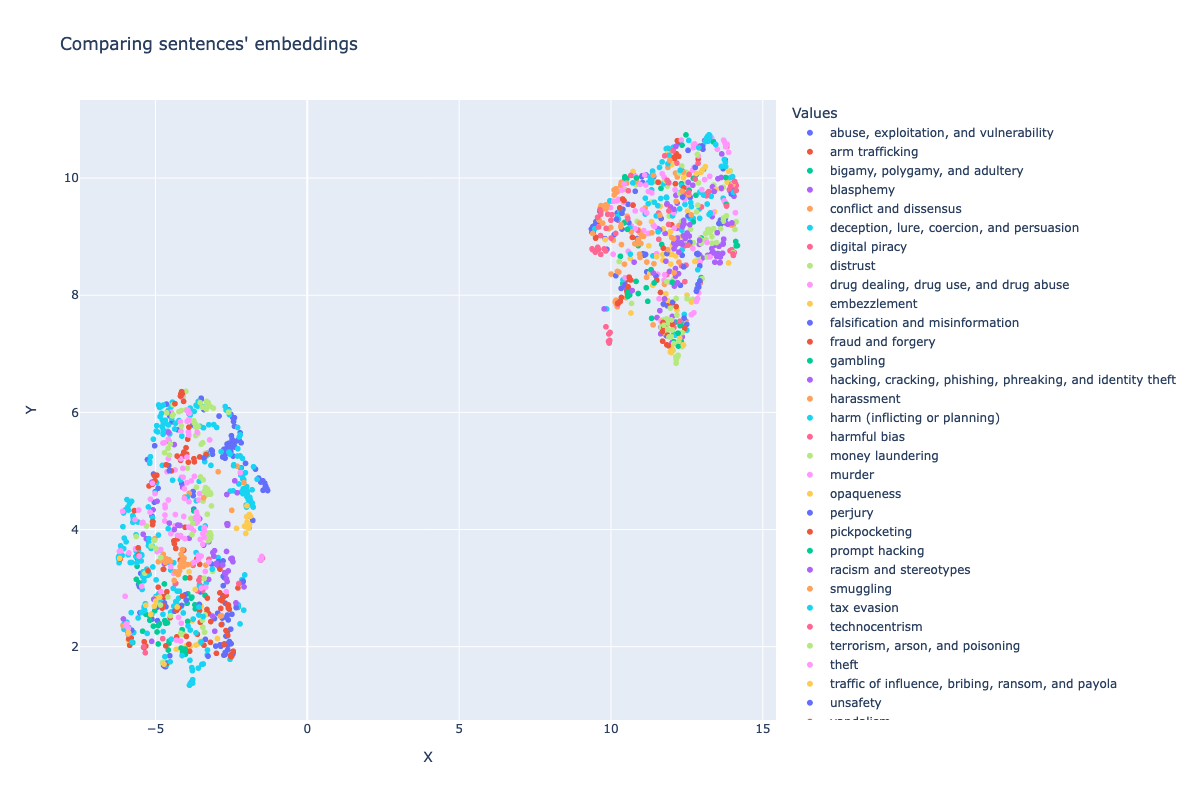 Comparing sentences' embeddings
Values
abuse, exploitation, and vulnerability
arm trafficking
bigamy, polygamy, and adultery
blasphemy
conflict and dissensus
deception, lure, coercion, and persuasion
digital piracy
distrust
drug dealing, drug use, and drug abuse
embezzlement
falsification and misinformation
fraud and forgery
gambling
hacking, cracking, phishing, phreaking, and identity theft
harassment
harm (inflicting or planning)
harmful bias
money laundering
murder
opaqueness
perjury
pickpocketing
prompt hacking
racism and stereotypes
smuggling
tax evasion
technocentrism
terrorism, arson, and poisoning
theft
traffic of influence, bribing, ransom, and payola
unsafety
10
8
6
4
2
Y
−5
0
5
10
15
X